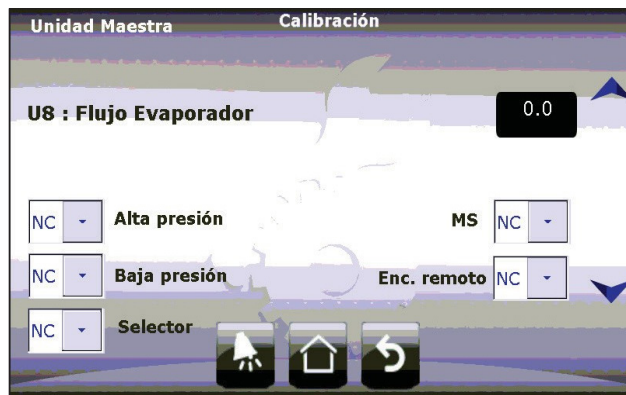 Unidad Maestra Calibración
U8 : Flujo Evaporador 0.0
NC Alta presión MS NC
NC Baja presión Enc. remoto NC
NC Selector